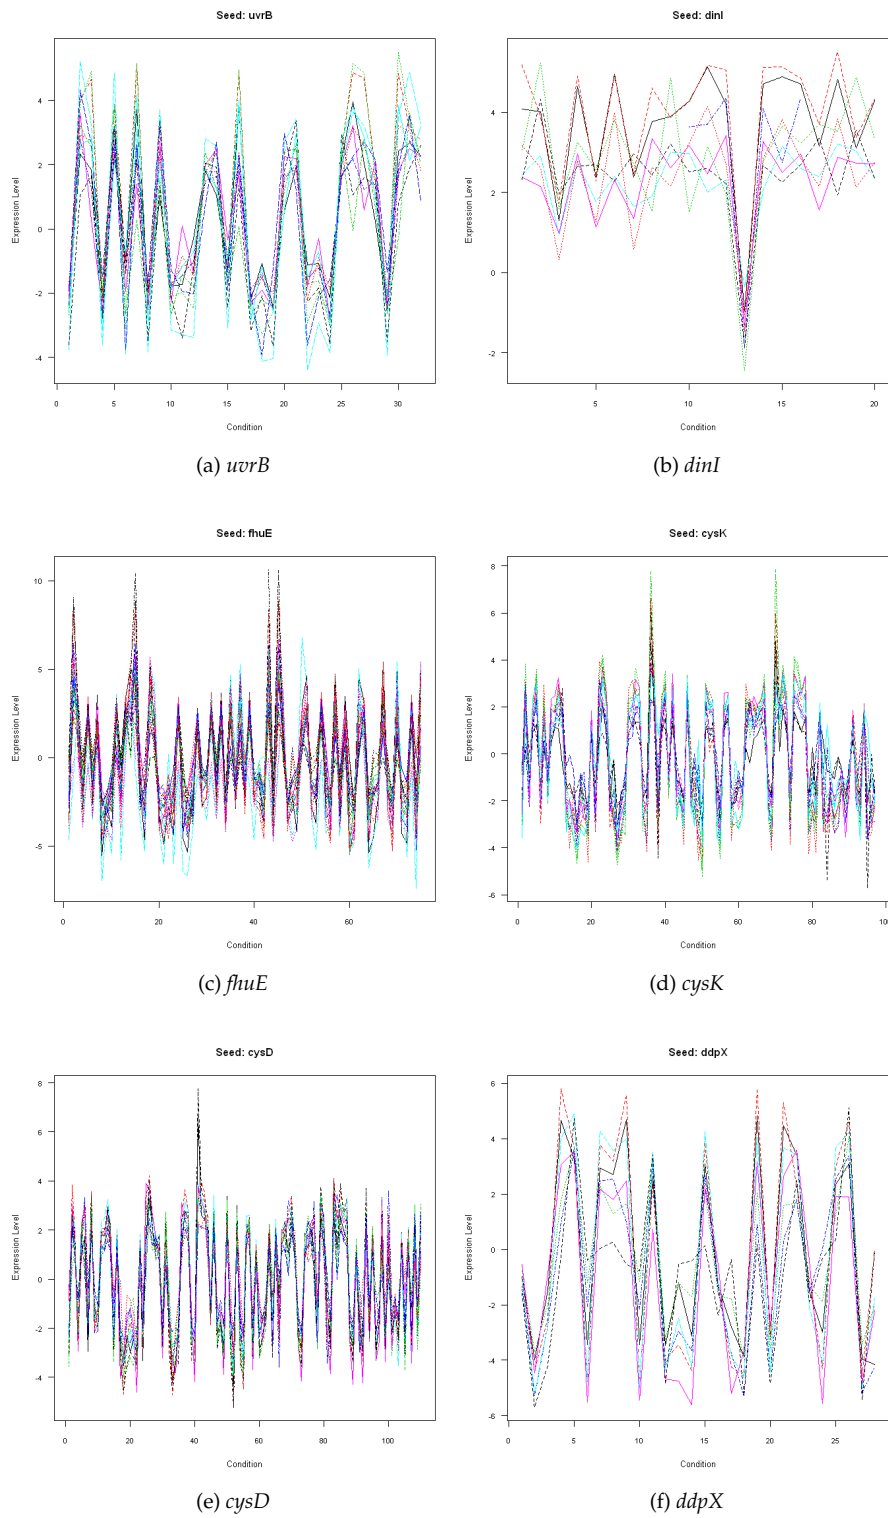 Seed: uvrB
Expression Level
4
2
0
-2
-4
0 5 10 15 20 25 30
Condition
(a) uvrB
Seed: dinI
Expression Level
4
2
0
-2
5 10 15 20
Condition
(b) dinI
Seed: fhuE
Expression Level
10
5
0
-5
0 20 40 60
Condition
(c) fhuE
Seed: cysK
Expression Level
8
6
4
2
0
-2
-4
-6
0 20 40 60 80 100
Condition
(d) cysK
Seed: cysD
Expression Level
8
6
4
2
0
-2
-4
0 20 40 60 80 100
Condition
(e) cysD
Seed: ddpX
Expression Level
6
4
2
0
-2
-4
-6
0 5 10 15 20 25
Condition
(f) ddpX